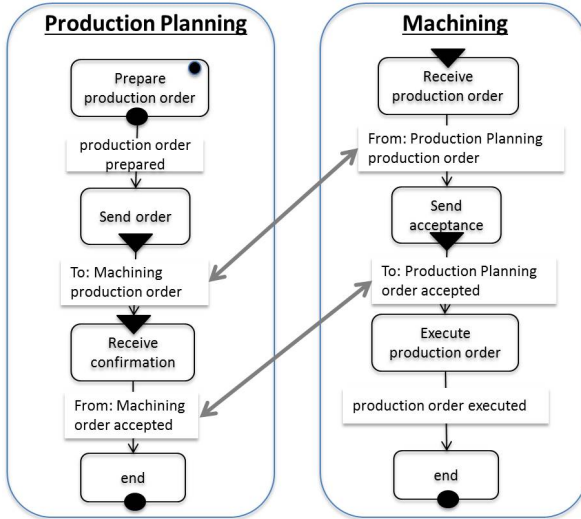 Production Planning
Prepare
production order
production order
prepared
Send order
To: Machining
production order
Receive
confirmation
From: Machining
order accepted
end
Machining
Receive
production order
From: Production Planning
production order
Send
acceptance
To: Production Planning
order accepted
Execute
production order
production order executed
end